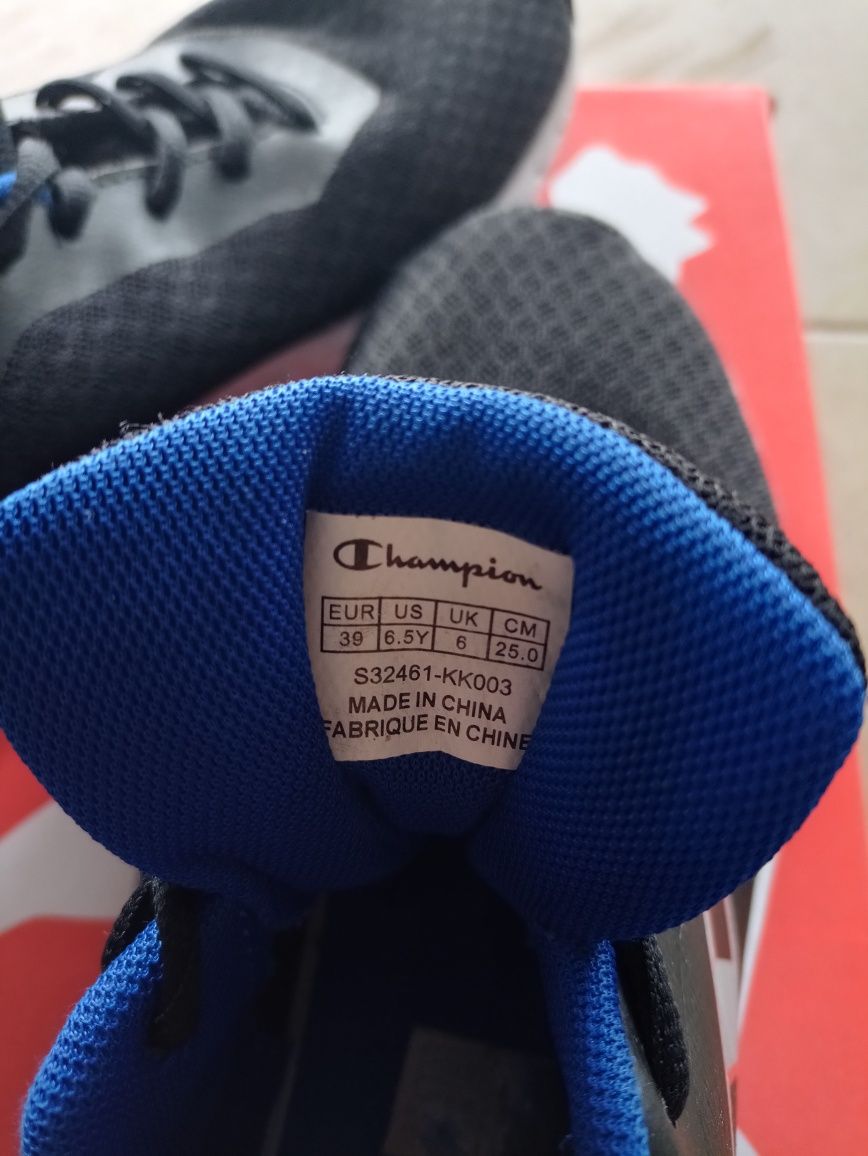 Champion
EUR US UK CM
39 6.5Y 6 25.0
S32461-KK003
MADE IN CHINA
FABRIQUE EN CHINE